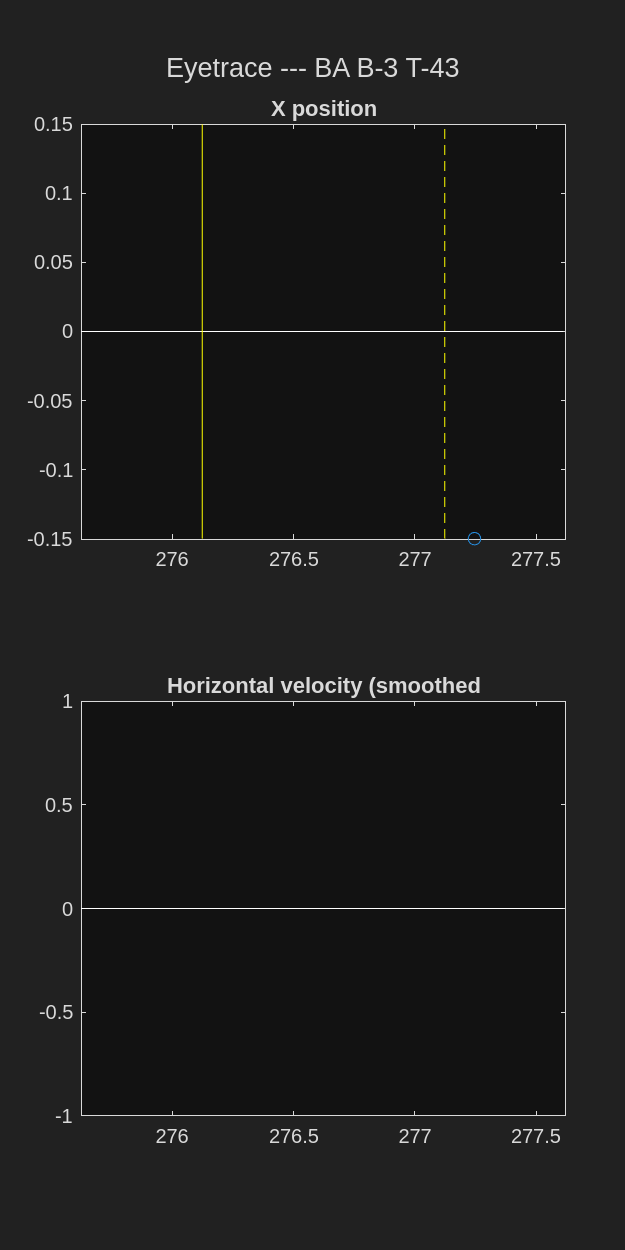 Eyetrace --- BA B-3 T-43
X position
0.15
0.1
0.05
0
-0.05
-0.1
-0.15
276 276.5 277 277.5
Horizontal velocity (smoothed
1
0.5
0
-0.5
-1
276 276.5 277 277.5